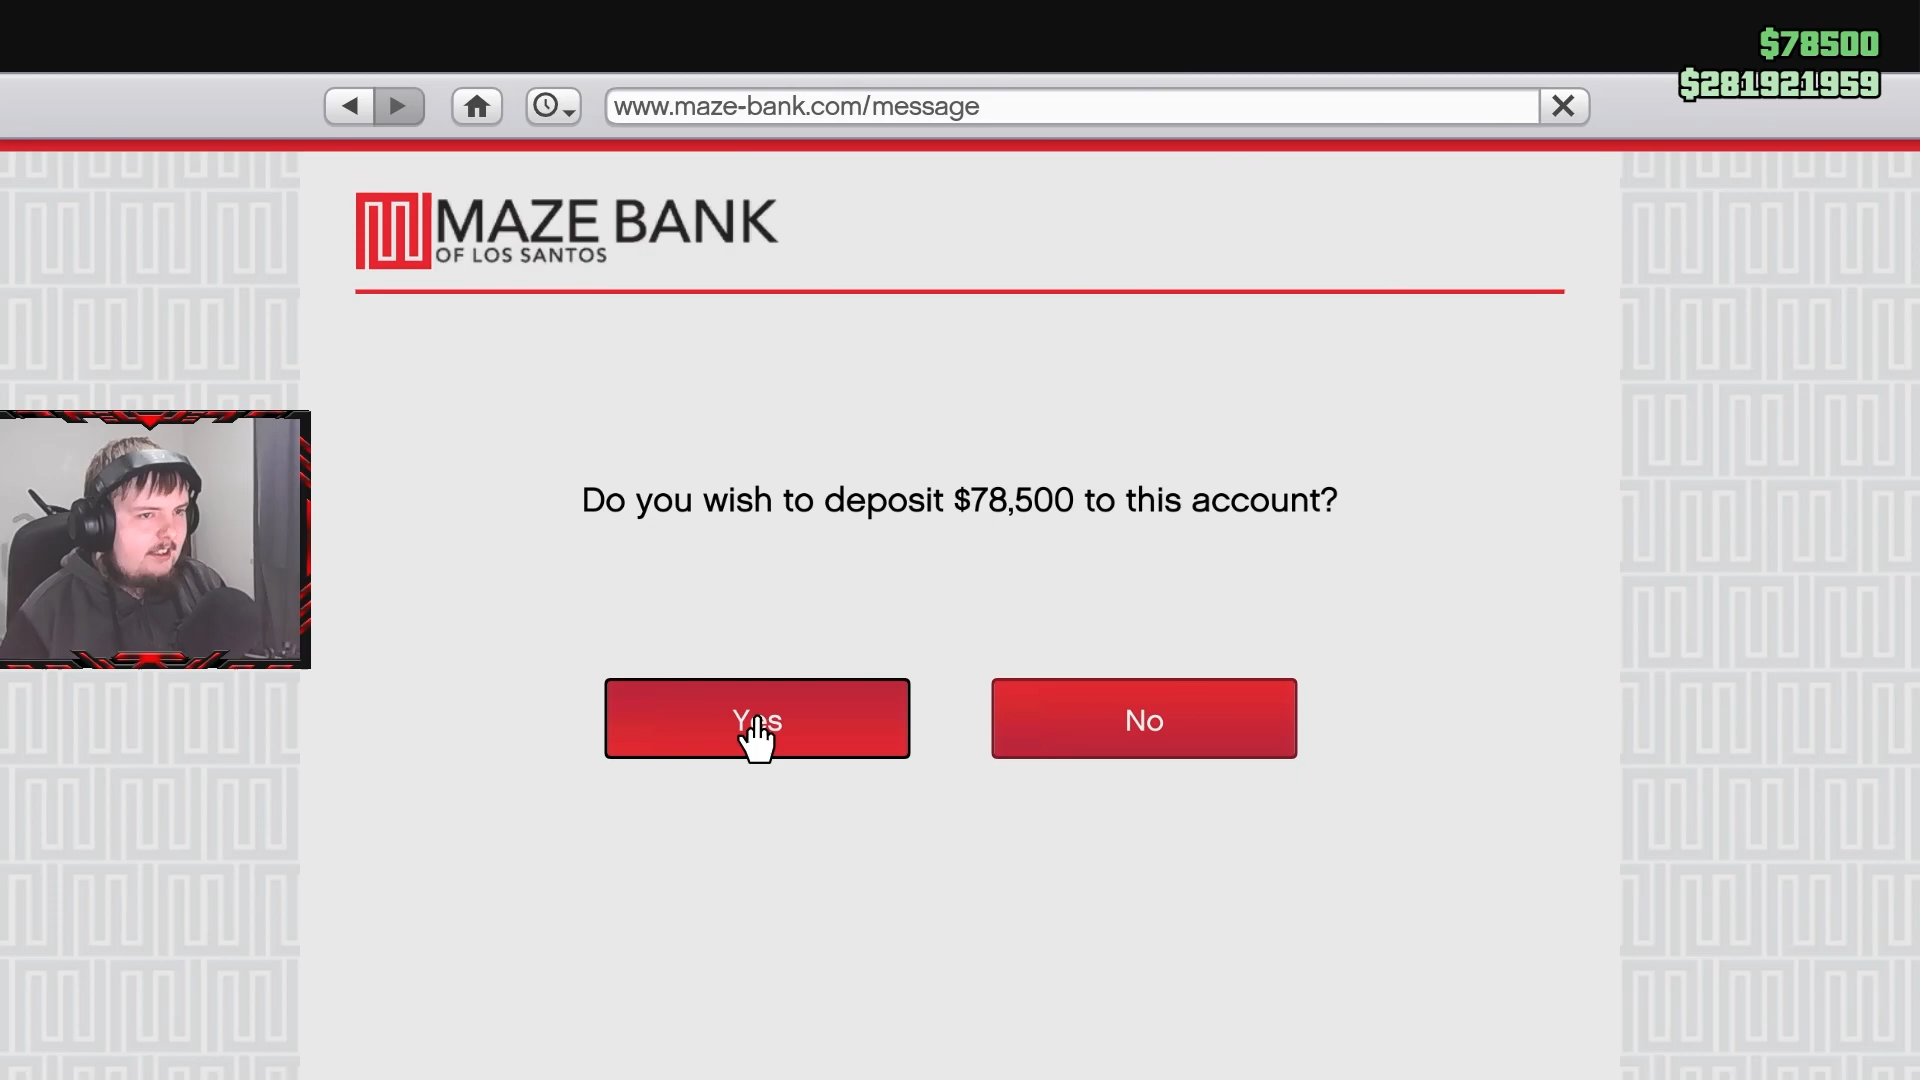 $78500
$281921959
www.maze-bank.com/message
MAZE BANK
OF LOS SANTOS
Do you wish to deposit $78,500 to this account?
Yes
No